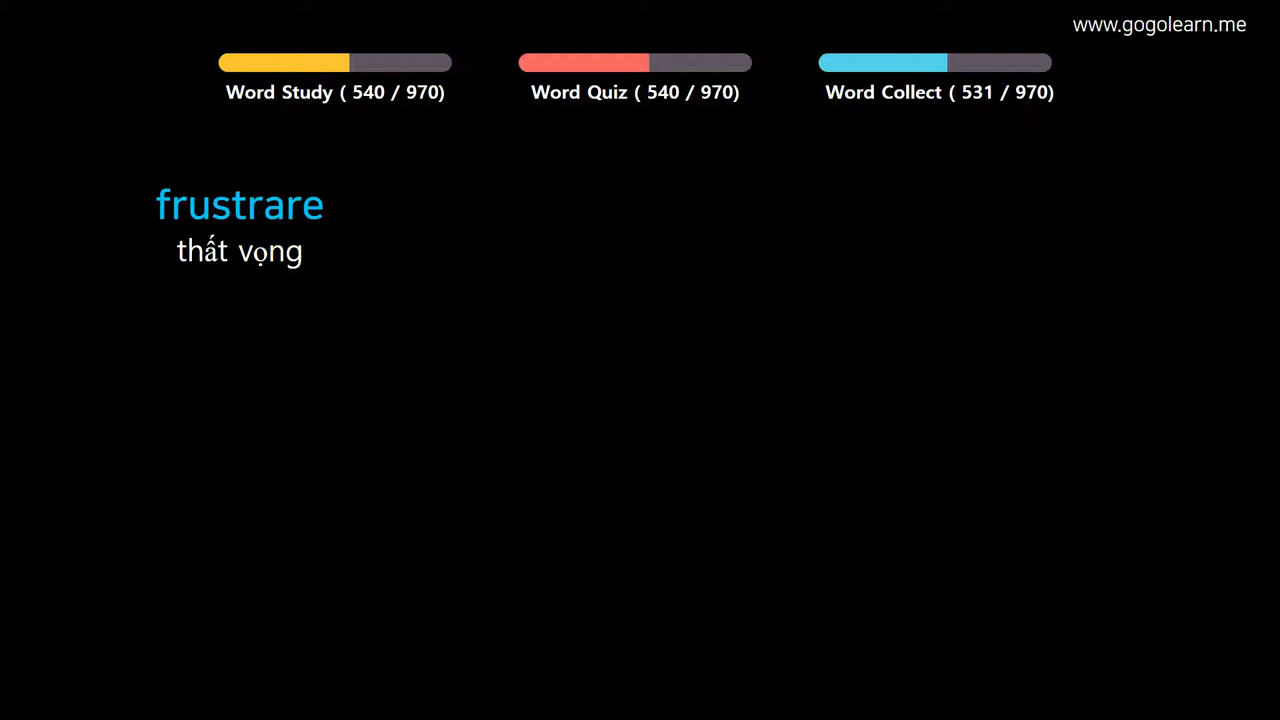 www.gogolearn.me
Word Study ( 540 / 970)
Word Quiz ( 540 / 970)
Word Collect ( 531 / 970)
frustrare
thất vọng